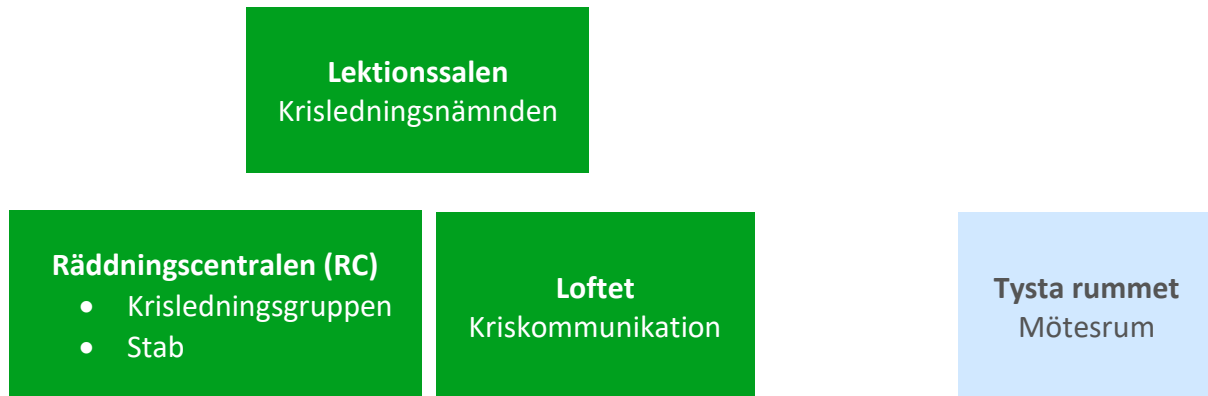 Lektionssalen
Krisledningsnämnden
Räddningscentralen (RC)
• Krisledningsgruppen
• Stab
Loftet
Kriskommunikation
Tysta rummet
Mötesrum